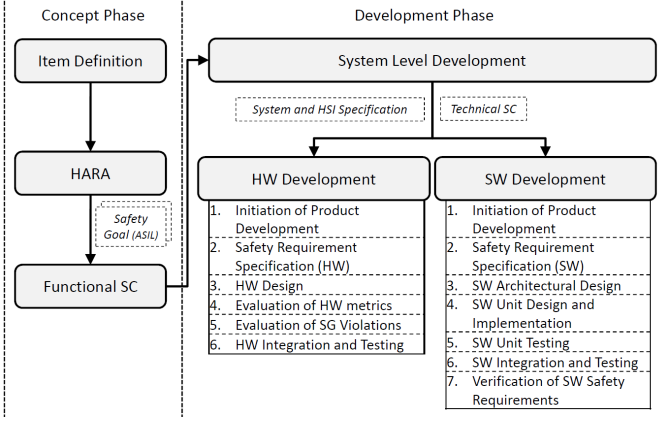 Concept Phase
Development Phase
Item Definition
HARA
Safety
Goal (ASIL)
Functional SC
System Level Development
System and HSI Specification
Technical SC
HW Development
1. Initiation of Product
Development
2. Safety Requirement
Specification (HW)
3. HW Design
4. Evaluation of HW metrics
5. Evaluation of SG Violations
6. HW Integration and Testing
SW Development
1. Initiation of Product
Development
2. Safety Requirement
Specification (SW)
3. SW Architectural Design
4. SW Unit Design and
Implementation
5. SW Unit Testing
6. SW Integration and Testing
7. Verification of SW Safety
Requirements